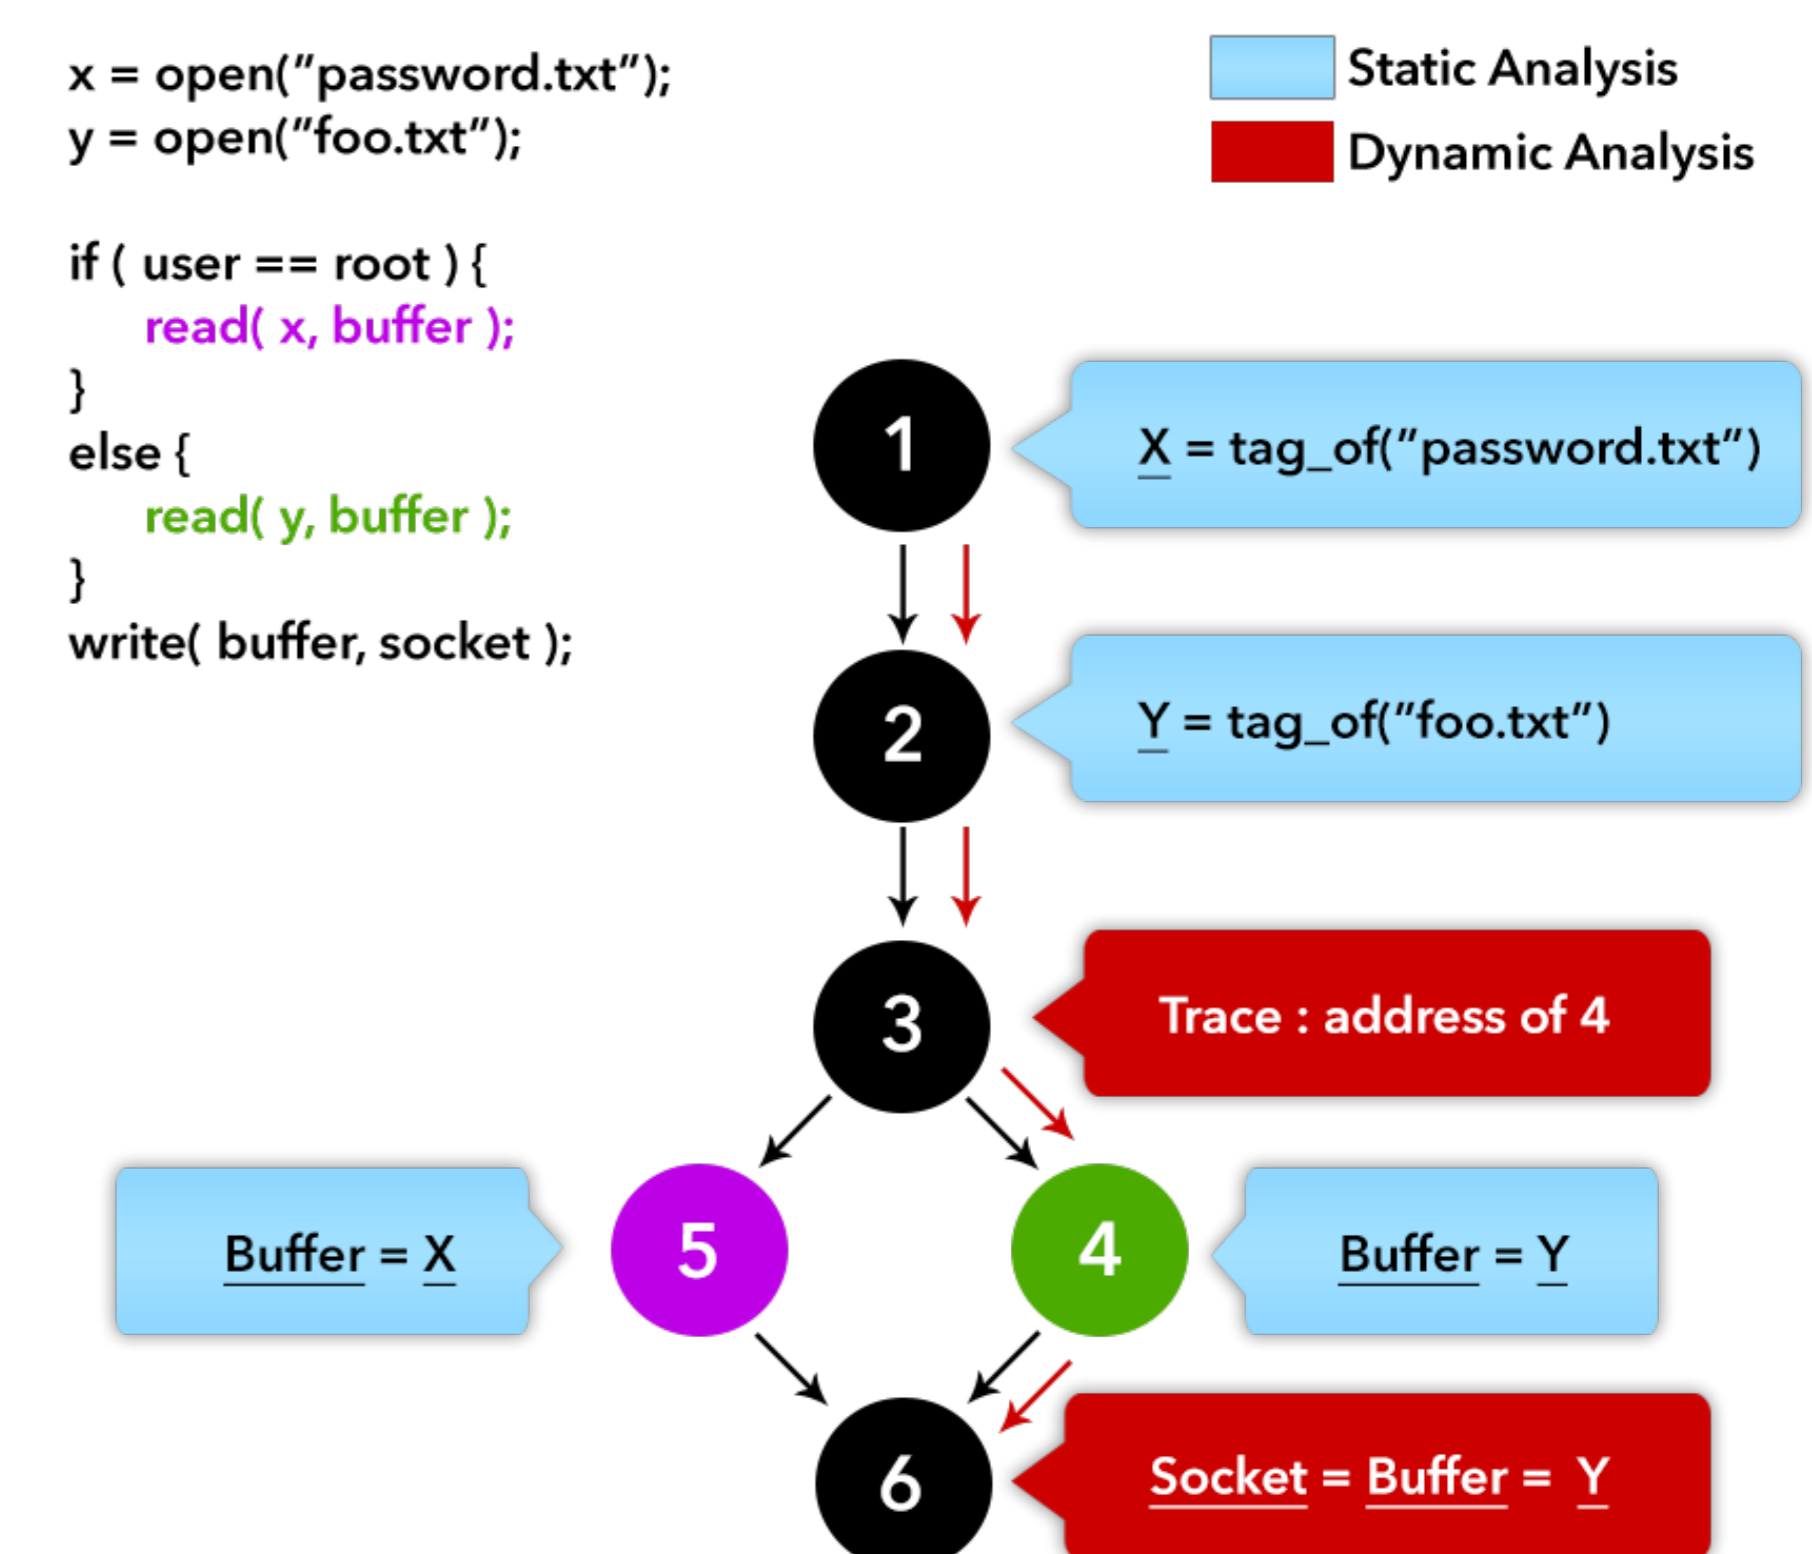 x = open("password.txt");
y = open("foo.txt");
if ( user == root ) {
read( x, buffer );
}
else {
read( y, buffer );
}
write( buffer, socket );
Static Analysis
Dynamic Analysis
1
X = tag_of("password.txt")
2
Y = tag_of("foo.txt")
3
Trace : address of 4
Buffer = X
5
4
Buffer = Y
6
Socket = Buffer = Y